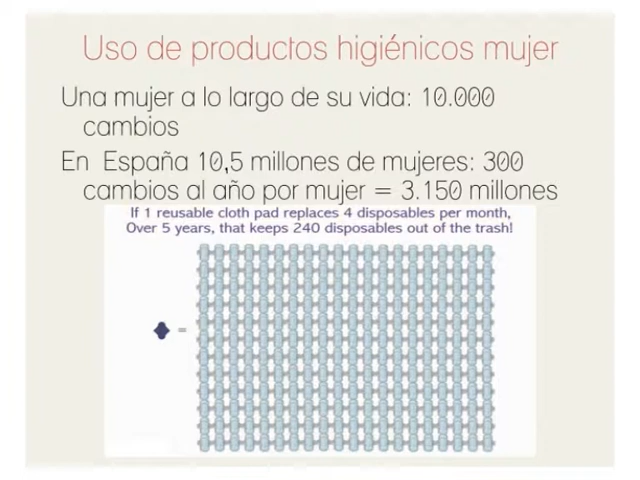 Uso de productos higiénicos mujer
Una mujer a lo largo de su vida: 10.000
cambios
En España 10,5 millones de mujeres: 300
cambios al año por mujer = 3.150 millones
If 1 reusable cloth pad replaces 4 disposables per month,
Over 5 years, that keeps 240 disposables out of the trash!
=